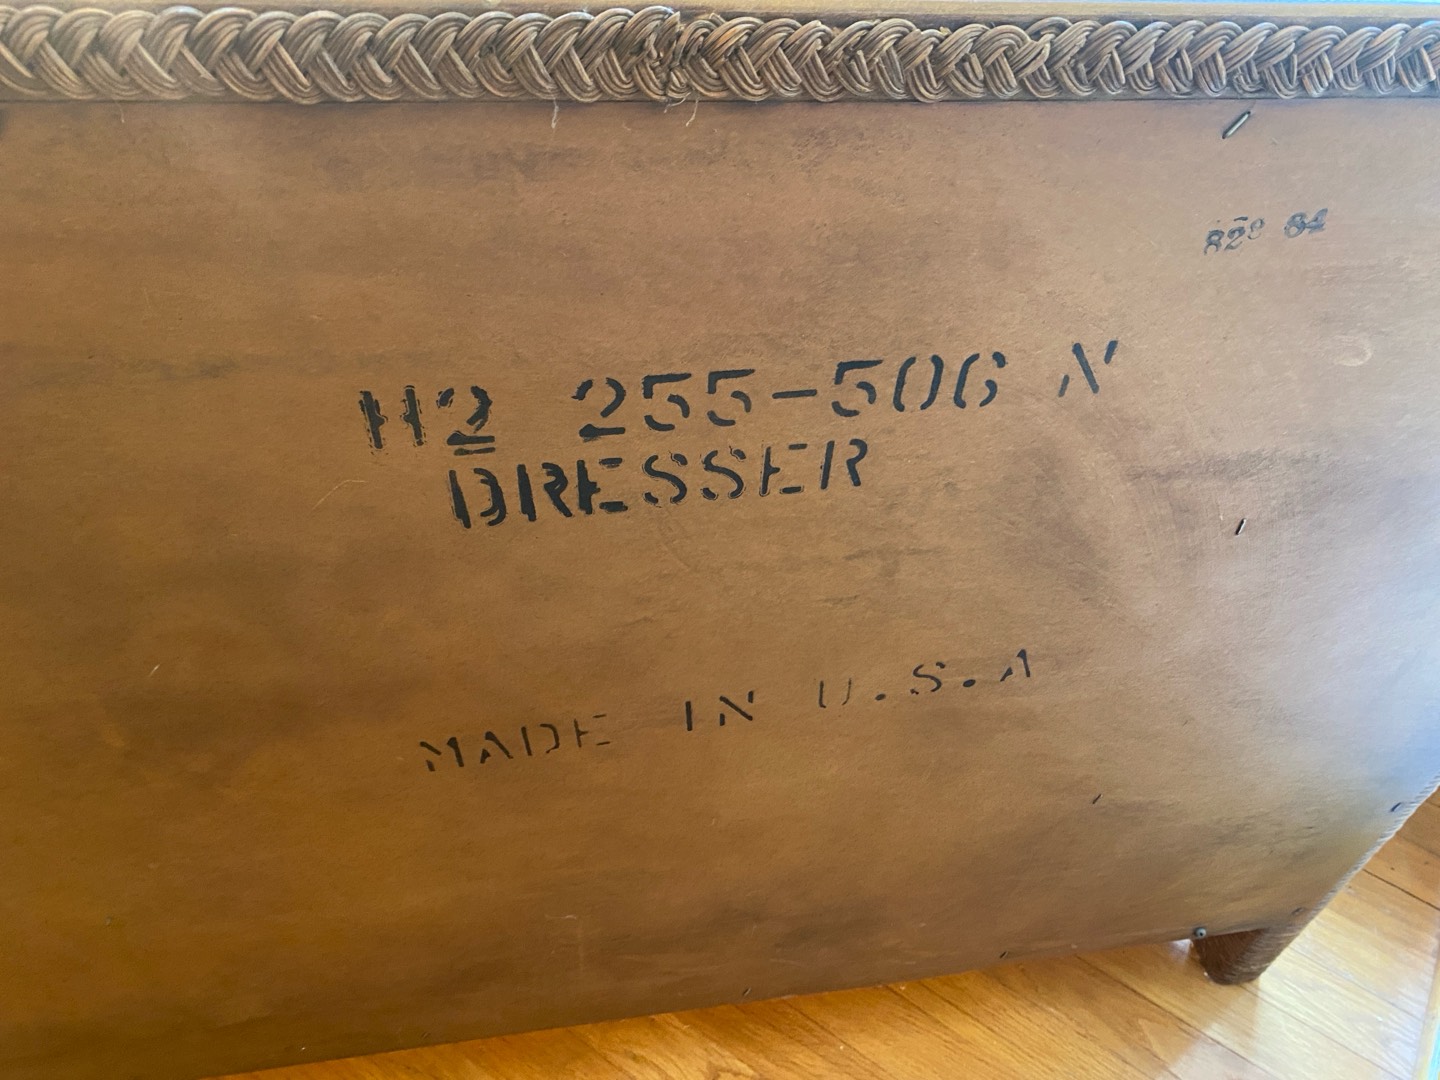 828 84
H2 255-506 N
DRESSER
MADE IN U.S.A